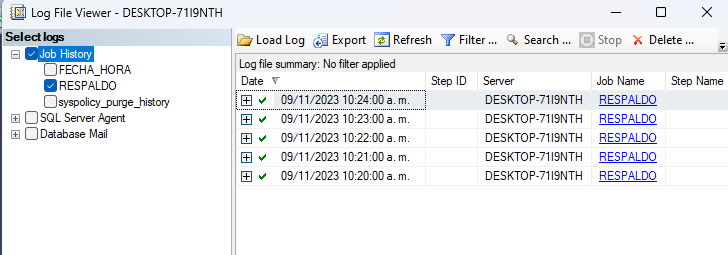 Log File Viewer - DESKTOP-71I9NTH
Select logs
Job History
FECHA_HORA
RESPALDO
syspolicy_purge_history
SQL Server Agent
Database Mail
Load Log Export Refresh Filter ... Search ... Stop Delete ...
Log file summary: No filter applied
Date Step ID Server Job Name Step Name
09/11/2023 10:24:00 a. m. DESKTOP-71I9NTH RESPALDO
09/11/2023 10:23:00 a. m. DESKTOP-71I9NTH RESPALDO
09/11/2023 10:22:00 a. m. DESKTOP-71I9NTH RESPALDO
09/11/2023 10:21:00 a. m. DESKTOP-71I9NTH RESPALDO
09/11/2023 10:20:00 a. m. DESKTOP-71I9NTH RESPALDO